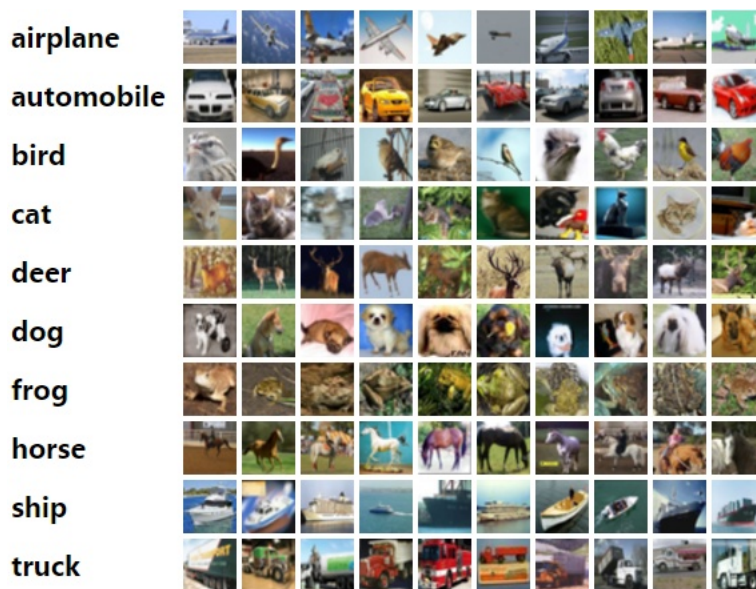 airplane
automobile
bird
cat
deer
dog
frog
horse
ship
truck